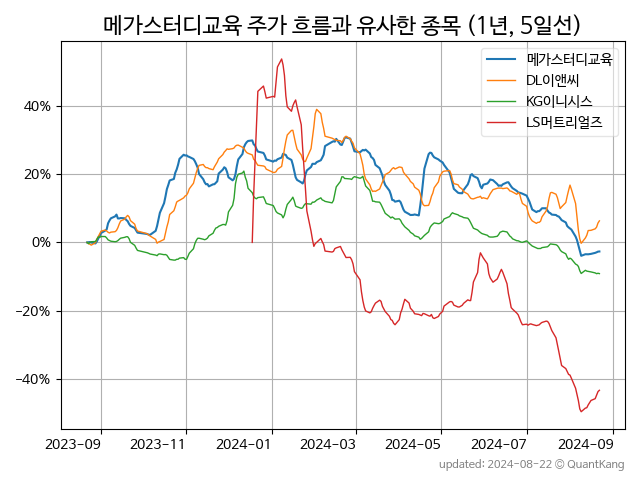 메가스터디교육 주가 흐름과 유사한 종목 (1년, 5일선)
메가스터디교육
DL이앤씨
KG이니시스
LS머트리얼즈
40%
20%
0%
−20%
−40%
2023-09 2023-11 2024-01 2024-03 2024-05 2024-07 2024-09
updated: 2024-08-22 © QuantKang